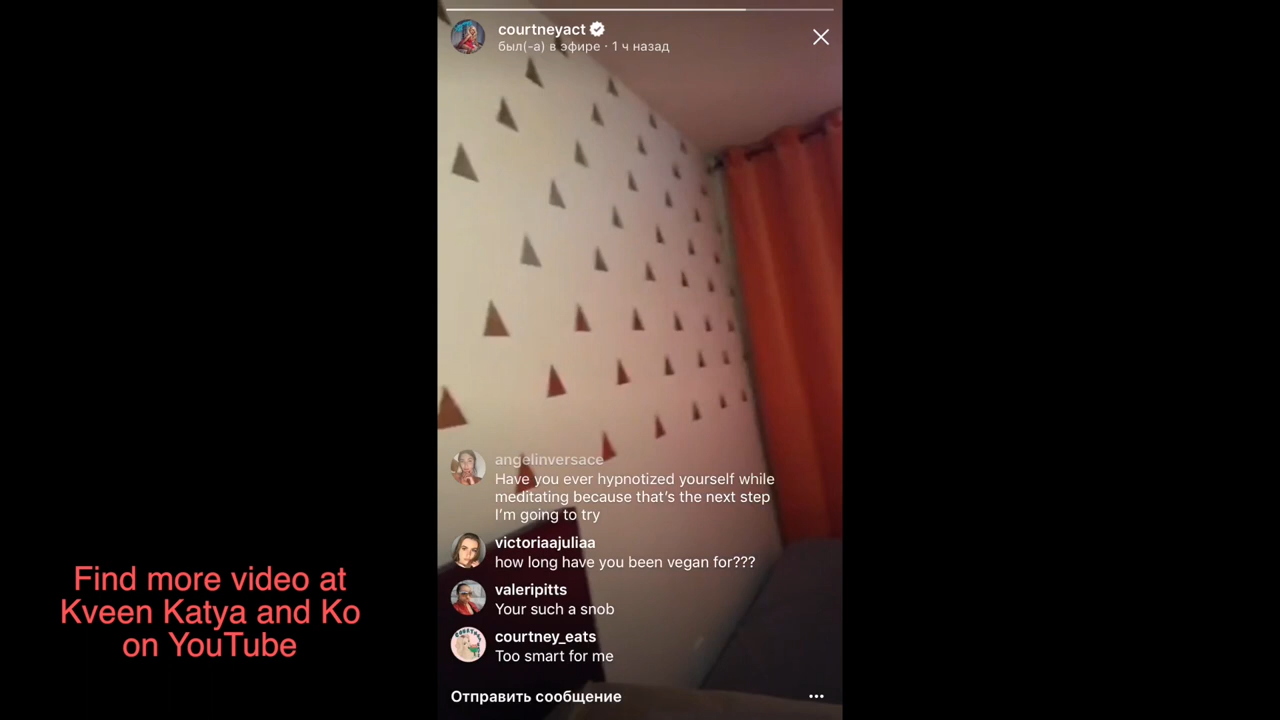 courtneyact
был(-а) в эфире · 1 ч назад
angelinversace
Have you ever hypnotized yourself while
meditating because that's the next step
I'm going to try
victoriaajuliaa
how long have you been vegan for???
valeripitts
Your such a snob
courtney_eats
Too smart for me
Отправить сообщение
Find more video at
Kveen Katya and Ko
on YouTube